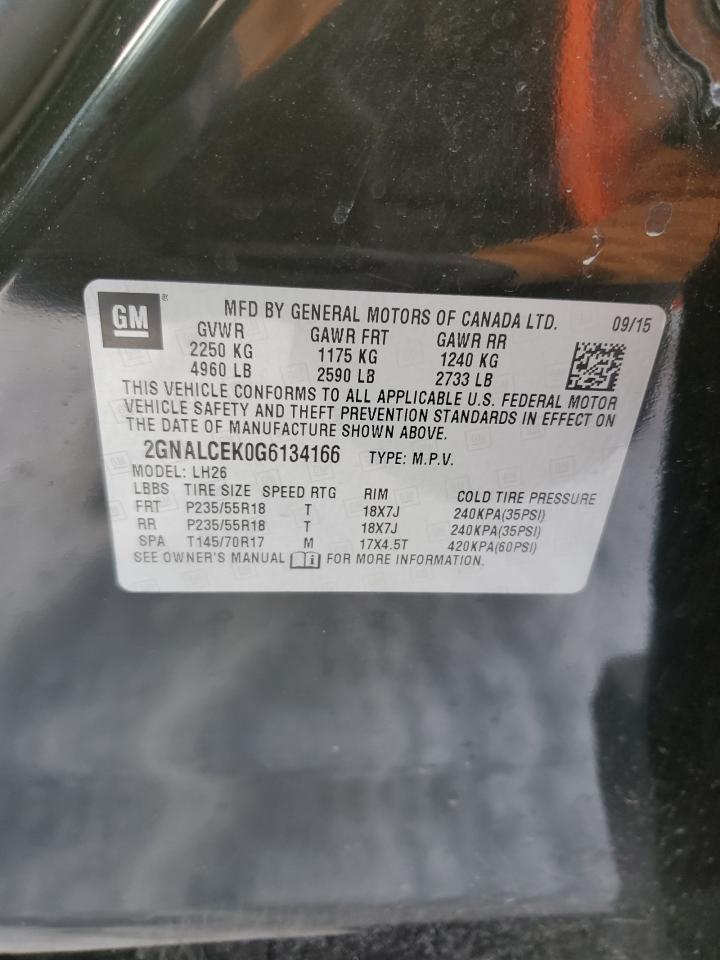 GM®
MFD BY GENERAL MOTORS OF CANADA LTD. 09/15
GVWR GAWR FRT GAWR RR
2250 KG 1175 KG 1240 KG
4960 LB 2590 LB 2733 LB
THIS VEHICLE CONFORMS TO ALL APPLICABLE U.S. FEDERAL MOTOR
VEHICLE SAFETY AND THEFT PREVENTION STANDARDS IN EFFECT ON
THE DATE OF MANUFACTURE SHOWN ABOVE.
2GNALCEK0G6134166 TYPE: M.P.V.
MODEL: LH26
LBBS TIRE SIZE SPEED RTG RIM COLD TIRE PRESSURE
FRT P235/55R18 T 18X7J 240KPA(35PSI)
RR P235/55R18 T 18X7J 240KPA(35PSI)
SPA T145/70R17 M 17X4.5T 420KPA(60PSI)
SEE OWNER'S MANUAL i FOR MORE INFORMATION.